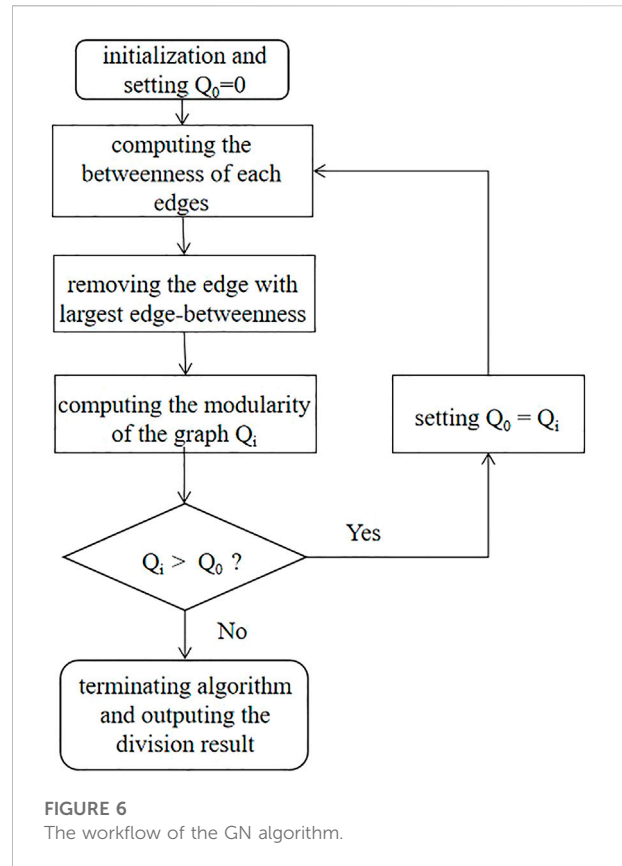 initialization and
setting Q₀=0
computing the
betweenness of each
edges
removing the edge with
largest edge-betweenness
computing the modularity
of the graph Qᵢ
setting Q₀ = Qᵢ
Qᵢ > Q₀ ?
Yes
No
terminating algorithm
and outputing the
division result
FIGURE 6
The workflow of the GN algorithm.